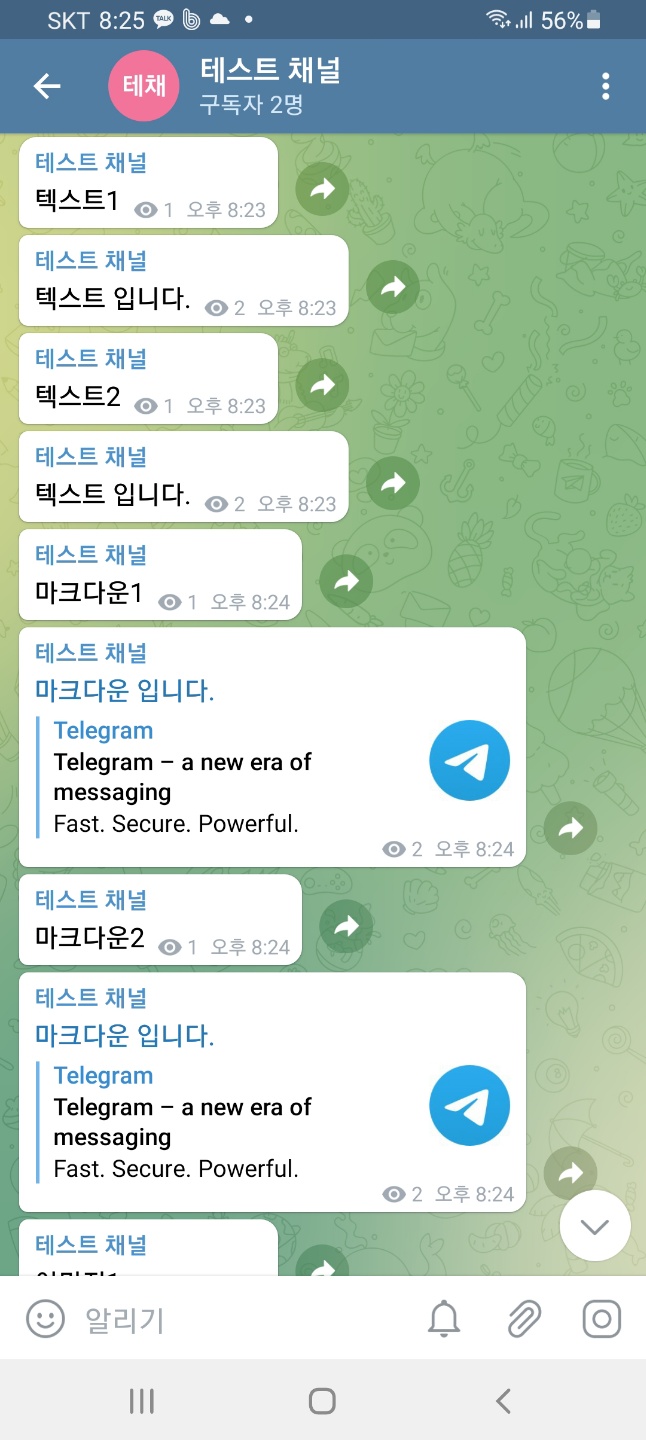 SKT 8:25 TALK 56%
테채
테스트 채널
구독자 2명
테스트 채널
텍스트1 1 오후 8:23
테스트 채널
텍스트 입니다. 2 오후 8:23
테스트 채널
텍스트2 1 오후 8:23
테스트 채널
텍스트 입니다. 2 오후 8:23
테스트 채널
마크다운1 1 오후 8:24
테스트 채널
마크다운 입니다.
Telegram
Telegram – a new era of
messaging
Fast. Secure. Powerful.
2 오후 8:24
테스트 채널
마크다운2 1 오후 8:24
테스트 채널
마크다운 입니다.
Telegram
Telegram – a new era of
messaging
Fast. Secure. Powerful.
2 오후 8:24
테스트 채널
알리기